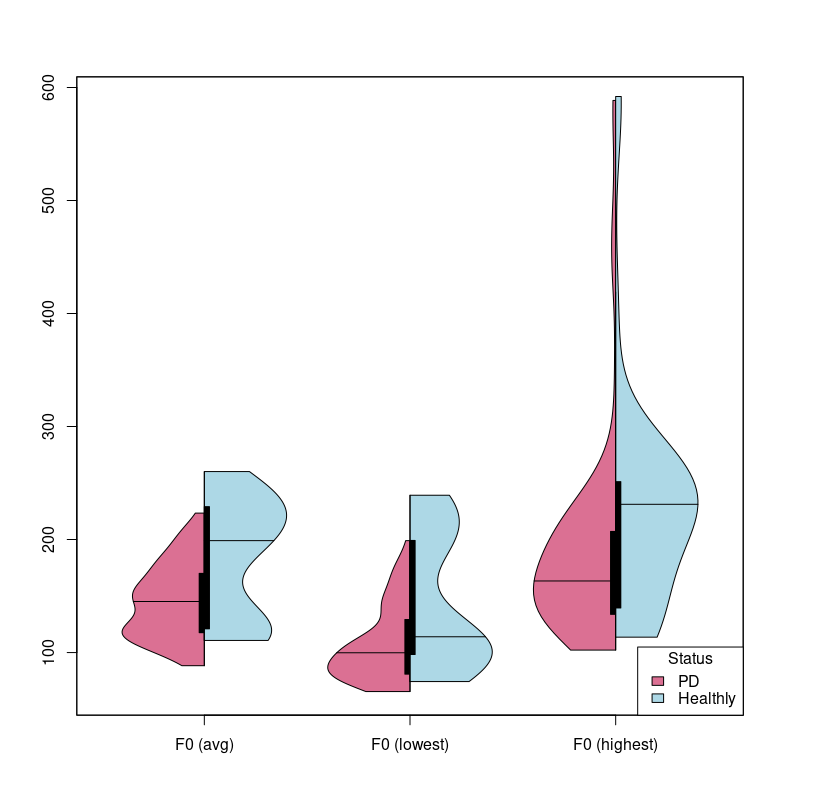 600
500
400
300
200
100
F0 (avg)
F0 (lowest)
F0 (highest)
Status
PD
Healthly